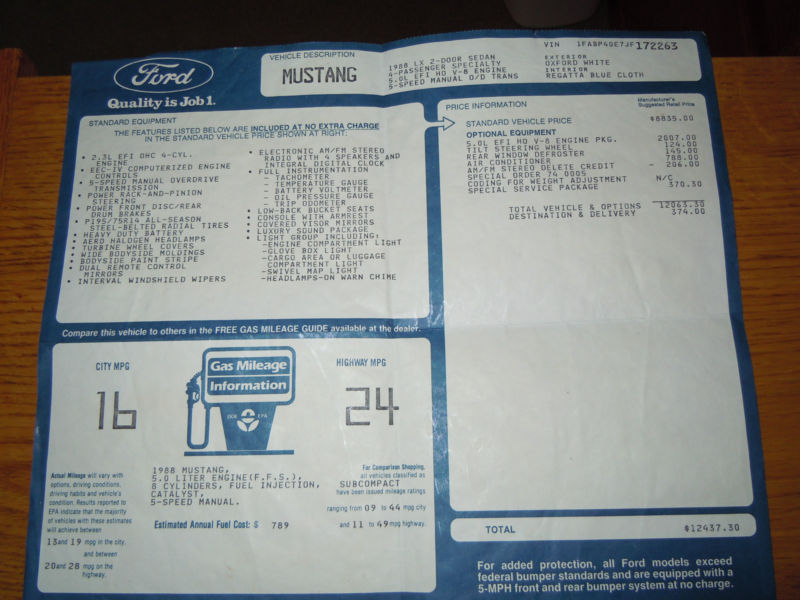 Ford
Quality is Job 1.
VEHICLE DESCRIPTION
MUSTANG
1988 LX 2-DOOR SEDAN
4-PASSENGER SPECIALTY
5.0L EFI HO V-8 ENGINE
5-SPEED MANUAL O/D TRANS
VIN 1FABP40E7JF172263
EXTERIOR
OXFORD WHITE
INTERIOR
REGATTA BLUE CLOTH
STANDARD EQUIPMENT
THE FEATURES LISTED BELOW ARE INCLUDED AT NO EXTRA CHARGE
IN THE STANDARD VEHICLE PRICE SHOWN AT RIGHT:
• 2.3L EFI OHC 4-CYL.
ENGINE
• EEC-IV COMPUTERIZED ENGINE
CONTROLS
• 5-SPEED MANUAL OVERDRIVE
TRANSMISSION
• POWER RACK-AND-PINION
STEERING
• POWER FRONT DISC/REAR
DRUM BRAKES
• P195/75R14 ALL-SEASON
STEEL-BELTED RADIAL TIRES
• HEAVY DUTY BATTERY
• AERO HALOGEN HEADLAMPS
• TURBINE WHEEL COVERS
• WIDE BODYSIDE MOLDINGS
• BODYSIDE PAINT STRIPE
• DUAL REMOTE CONTROL
MIRRORS
• INTERVAL WINDSHIELD WIPERS
• ELECTRONIC AM/FM STEREO
RADIO WITH 4 SPEAKERS AND
INTEGRAL DIGITAL CLOCK
• FULL INSTRUMENTATION
- TACHOMETER
- TEMPERATURE GAUGE
- BATTERY VOLTMETER
- OIL PRESSURE GAUGE
- TRIP ODOMETER
• LOW-BACK BUCKET SEATS
• CONSOLE WITH ARMREST
• COVERED VISOR MIRRORS
• LUXURY SOUND PACKAGE
• LIGHT GROUP INCLUDING:
-ENGINE COMPARTMENT LIGHT
-GLOVE BOX LIGHT
-CARGO AREA OR LUGGAGE
COMPARTMENT LIGHT
-SWIVEL MAP LIGHT
-HEADLAMPS-ON WARN CHIME
PRICE INFORMATION
Manufacturer's
Suggested Retail Price
STANDARD VEHICLE PRICE $8835.00
OPTIONAL EQUIPMENT
5.0L EFI HO V-8 ENGINE PKG. 2007.00
TILT STEERING WHEEL 124.00
REAR WINDOW DEFROSTER 145.00
AIR CONDITIONER 788.00
AM/FM STEREO DELETE CREDIT - 206.00
SPECIAL ORDER 74 0005
CODING FOR WEIGHT ADJUSTMENT N/C
SPECIAL SERVICE PACKAGE 370.30
TOTAL VEHICLE & OPTIONS 12063.30
DESTINATION & DELIVERY 374.00
Compare this vehicle to others in the FREE GAS MILEAGE GUIDE available at the dealer.
CITY MPG
16
Gas Mileage
Information
DOE EPA
HIGHWAY MPG
24
1988 MUSTANG,
5.0 LITER ENGINE(F.F.S.),
8 CYLINDERS, FUEL INJECTION,
CATALYST,
5-SPEED MANUAL.
Estimated Annual Fuel Cost: $ 789
Actual Mileage will vary with
options, driving conditions,
driving habits and vehicle's
condition. Results reported to
EPA indicate that the majority
of vehicles with these estimates
will achieve between
13 and 19 mpg in the city,
and between
20 and 28 mpg on the
highway.
For Comparison Shopping,
all vehicles classified as
SUBCOMPACT
have been issued mileage ratings
ranging from 09 to 44 mpg city
and 11 to 49 mpg highway.
TOTAL $12437.30
For added protection, all Ford models exceed
federal bumper standards and are equipped with a
5-MPH front and rear bumper system at no charge.